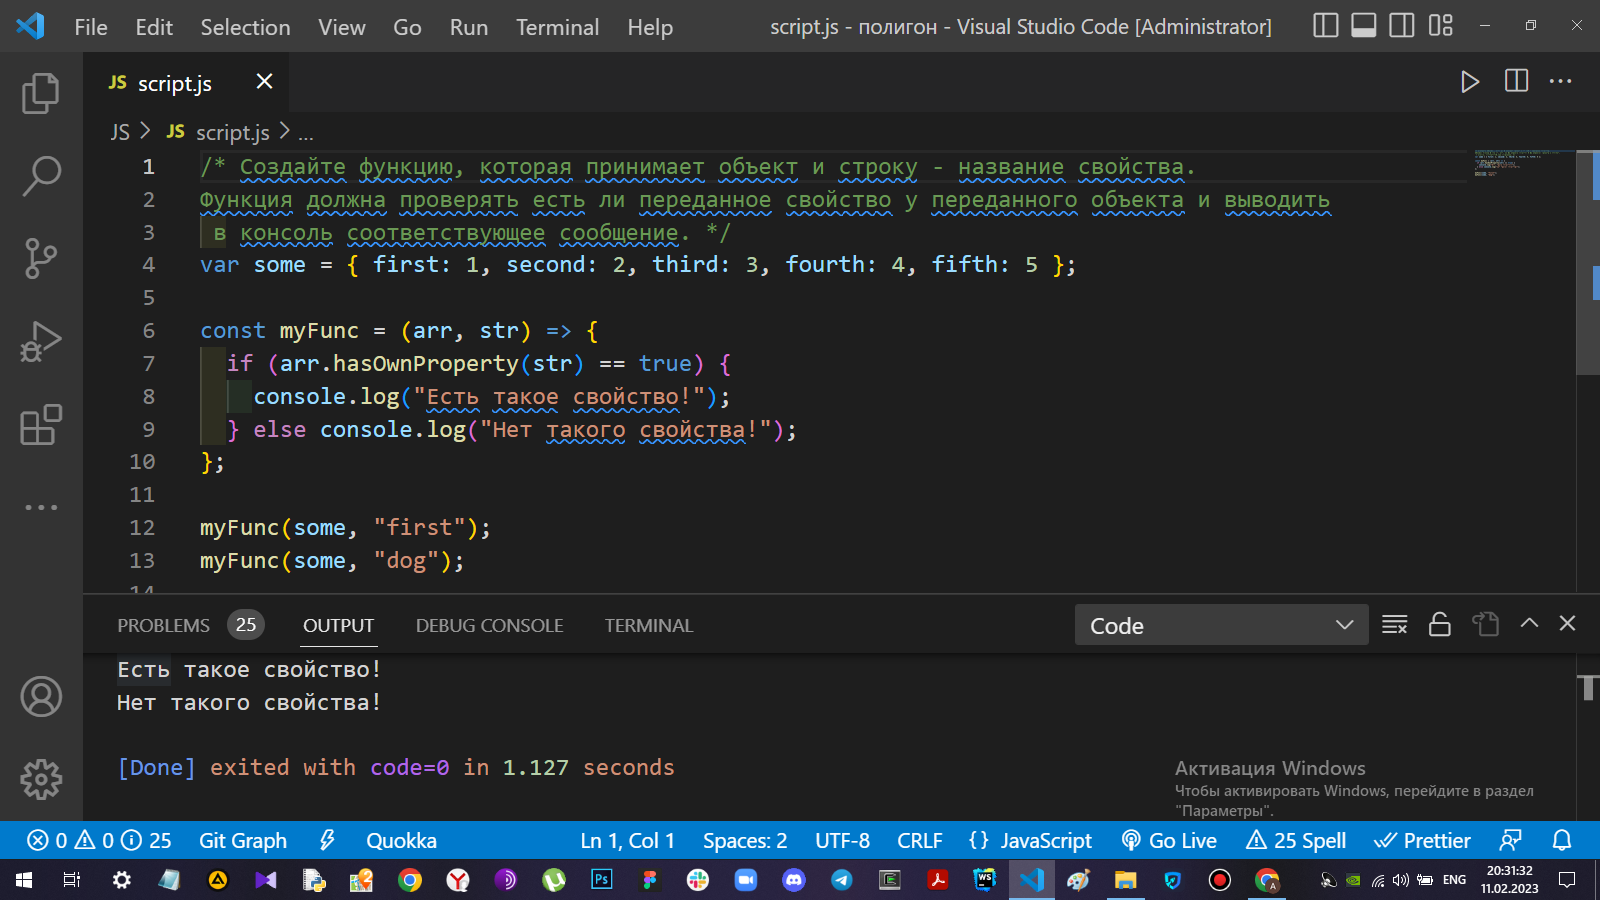 File Edit Selection View Go Run Terminal Help script.js - полигон - Visual Studio Code [Administrator]
JS script.js
JS > JS script.js > ...
1 /* Создайте функцию, которая принимает объект и строку - название свойства.
2 Функция должна проверять есть ли переданное свойство у переданного объекта и выводить
3 в консоль соответствующее сообщение. */
4 var some = { first: 1, second: 2, third: 3, fourth: 4, fifth: 5 };
5
6 const myFunc = (arr, str) => {
7 if (arr.hasOwnProperty(str) == true) {
8 console.log("Есть такое свойство!");
9 } else console.log("Нет такого свойства!");
10 };
11
12 myFunc(some, "first");
13 myFunc(some, "dog");
14
PROBLEMS 25 OUTPUT DEBUG CONSOLE TERMINAL Code
Есть такое свойство!
Нет такого свойства!
[Done] exited with code=0 in 1.127 seconds
Активация Windows
Чтобы активировать Windows, перейдите в раздел
"Параметры".
0 0 25 Git Graph Quokka Ln 1, Col 1 Spaces: 2 UTF-8 CRLF {} JavaScript Go Live 25 Spell Prettier
Ps WS A ENG 20:31:32
11.02.2023